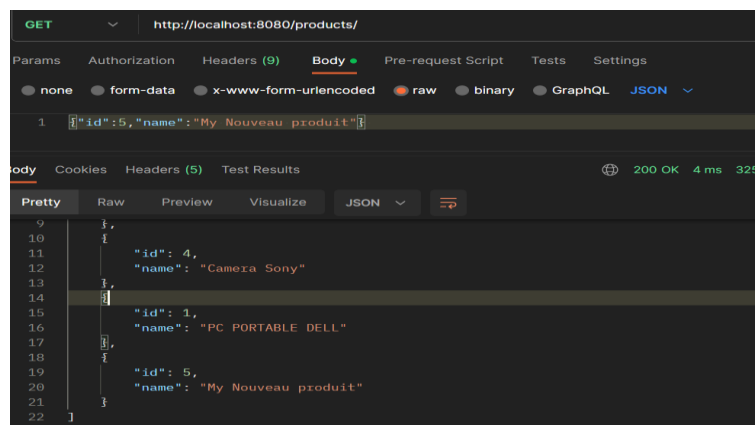 GET http://localhost:8080/products/
Params Authorization Headers (9) Body Pre-request Script Tests Settings
none form-data x-www-form-urlencoded raw binary GraphQL JSON
1 {"id":5,"name":"My Nouveau produit"}
Body Cookies Headers (5) Test Results 200 OK 4 ms 325
Pretty Raw Preview Visualize JSON
9 },
10 {
11 "id": 4,
12 "name": "Camera Sony"
13 },
14 {
15 "id": 1,
16 "name": "PC PORTABLE DELL"
17 },
18 {
19 "id": 5,
20 "name": "My Nouveau produit"
21 }
22 ]